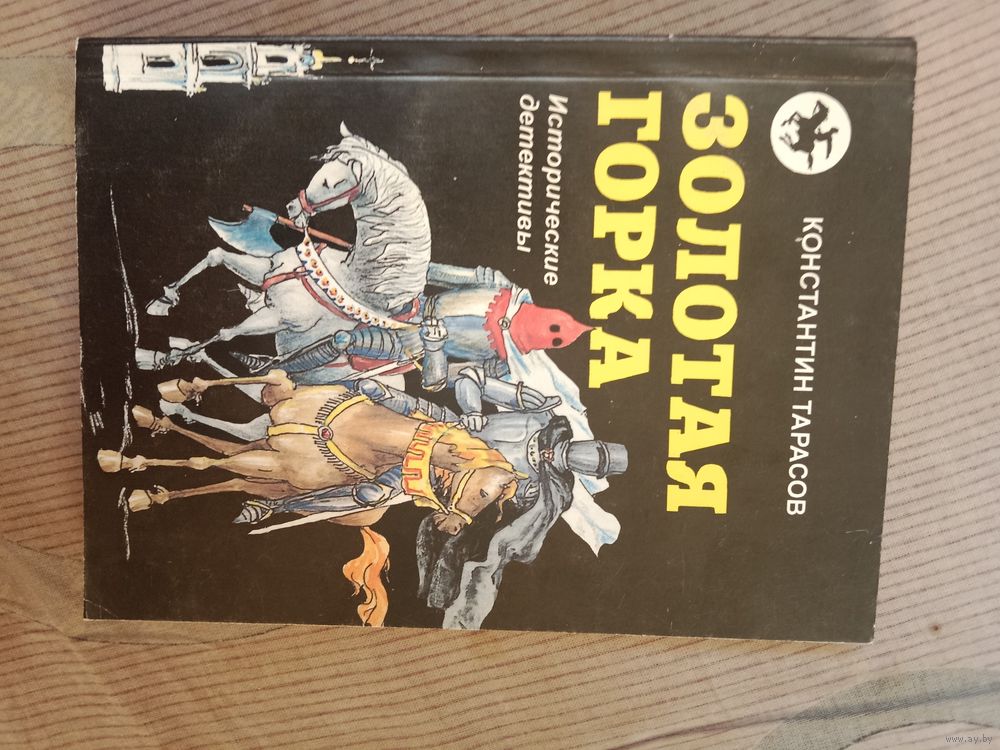 КОНСТАНТИН ТАРАСОВ
ЗОЛОТАЯ
ГОРКА
Исторические
детективы
www.ay.by